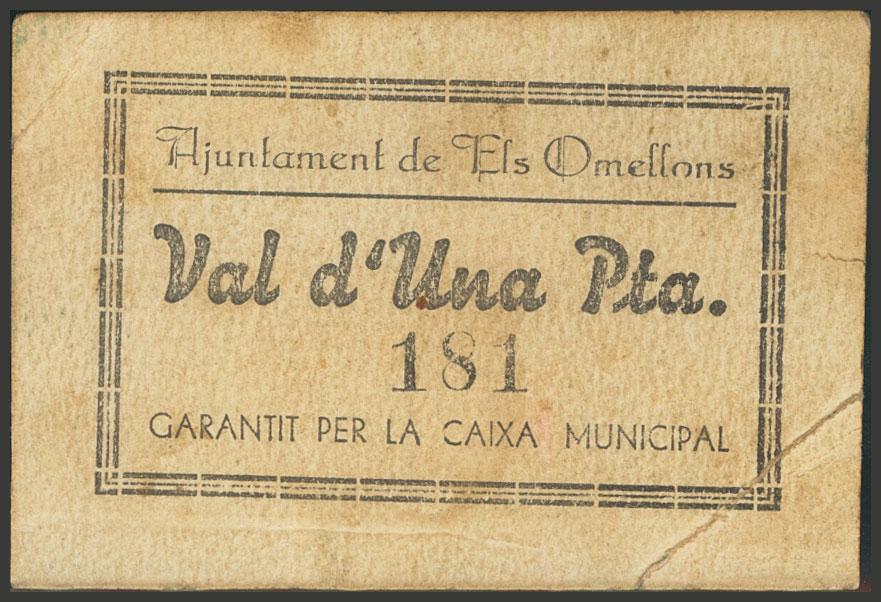 Ajuntament de Els Omellons
Val d'Una Pta.
181
GARANTIT PER LA CAIXA MUNICIPAL